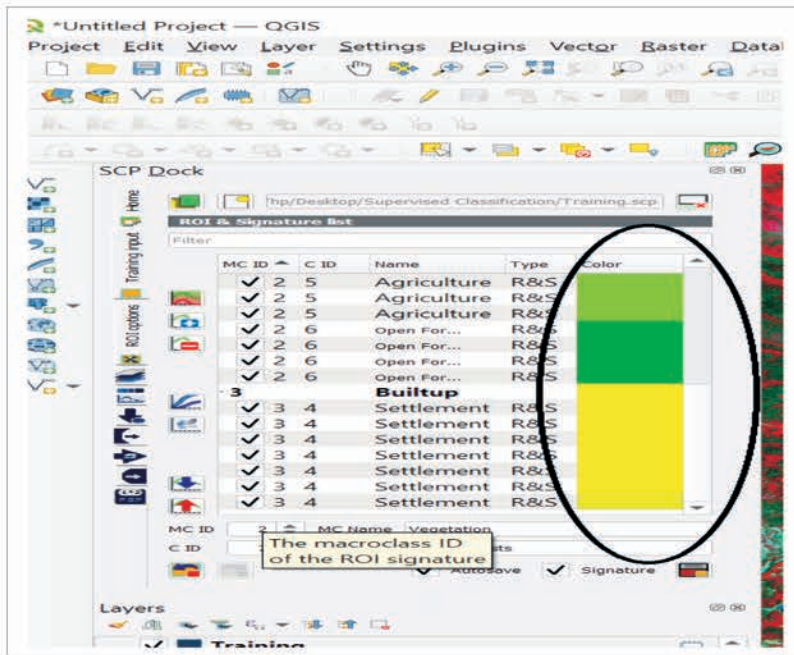 *Untitled Project — QGIS
Project Edit View Layer Settings Plugins Vector Raster Datal
SCP Dock
hp/Desktop/Supervised Classification/Training.scp
Home
Training input
ROI options
ROI & Signature list
Filter
MC ID C ID Name Type Color
2 5 Agriculture R&S
2 5 Agriculture R&S
2 5 Agriculture R&S
2 6 Open For... R&S
2 6 Open For... R&S
2 6 Open For... R&S
2 6 Open For... R&S
3 Builtup
3 4 Settlement R&S
3 4 Settlement R&S
3 4 Settlement R&S
3 4 Settlement R&S
3 4 Settlement R&S
3 4 Settlement R&S
3 4 Settlement R&S
MC ID 2 MC Name Vegetation
C ID
The macroclass ID
of the ROI signature
Autosave Signature
Layers
Training